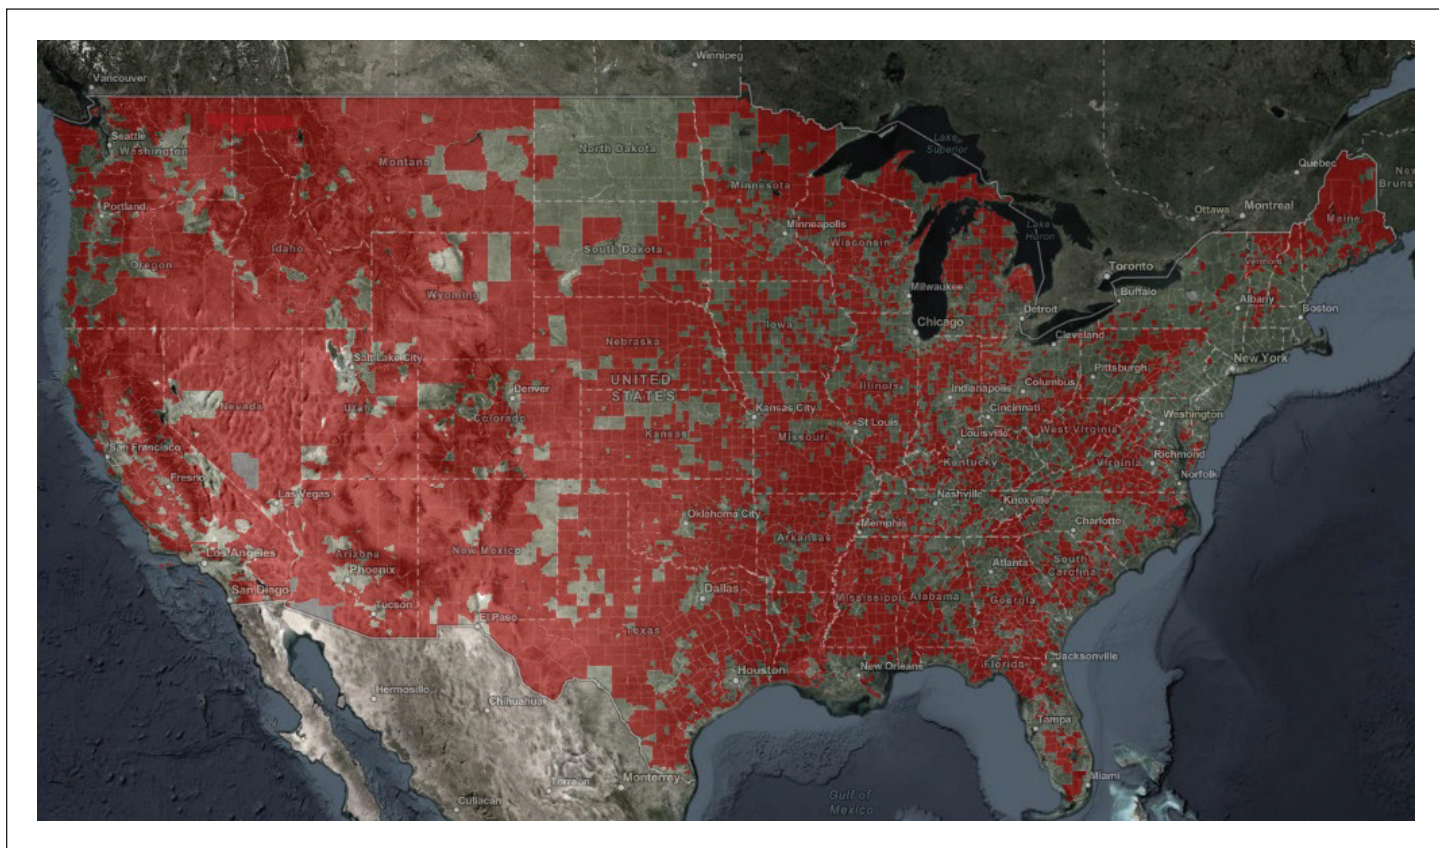 Winnipeg
Vancouver
Seattle
Washington
Montana
North Dakota
Lake
Superior
Quebec
Minnesota
Ottawa
Montreal
Maine
Portland
Minneapolis
Lake
Huron
Idaho
South Dakota
Wisconsin
Toronto
Vermont
Oregon
Wyoming
Milwaukee
Buffalo
Albany
Detroit
Boston
Chicago
Iowa
Cleveland
Nebraska
Salt Lake City
New York
UNITED
STATES
Pittsburgh
Denver
Illinois
Indianapolis
Columbus
Nevada
Utah
Colorado
Kansas City
Cincinnati
Washington
St Louis
Kansas
Missouri
Louisville
West Virginia
San Francisco
Kentucky
Virginia
Richmond
Fresno
Norfolk
Las Vegas
Nashville
Knoxville
Oklahoma City
Memphis
Charlotte
Arkansas
Los Angeles
Arizona
New Mexico
Atlanta
South
Carolina
Phoenix
San Diego
Dallas
Mississippi
Alabama
Georgia
Tucson
El Paso
Texas
Jacksonville
Houston
New Orleans
Florida
Hermosillo
Chihuahua
Tampa
Torreon
Monterrey
Miami
Culiacan
Gulf of
Mexico